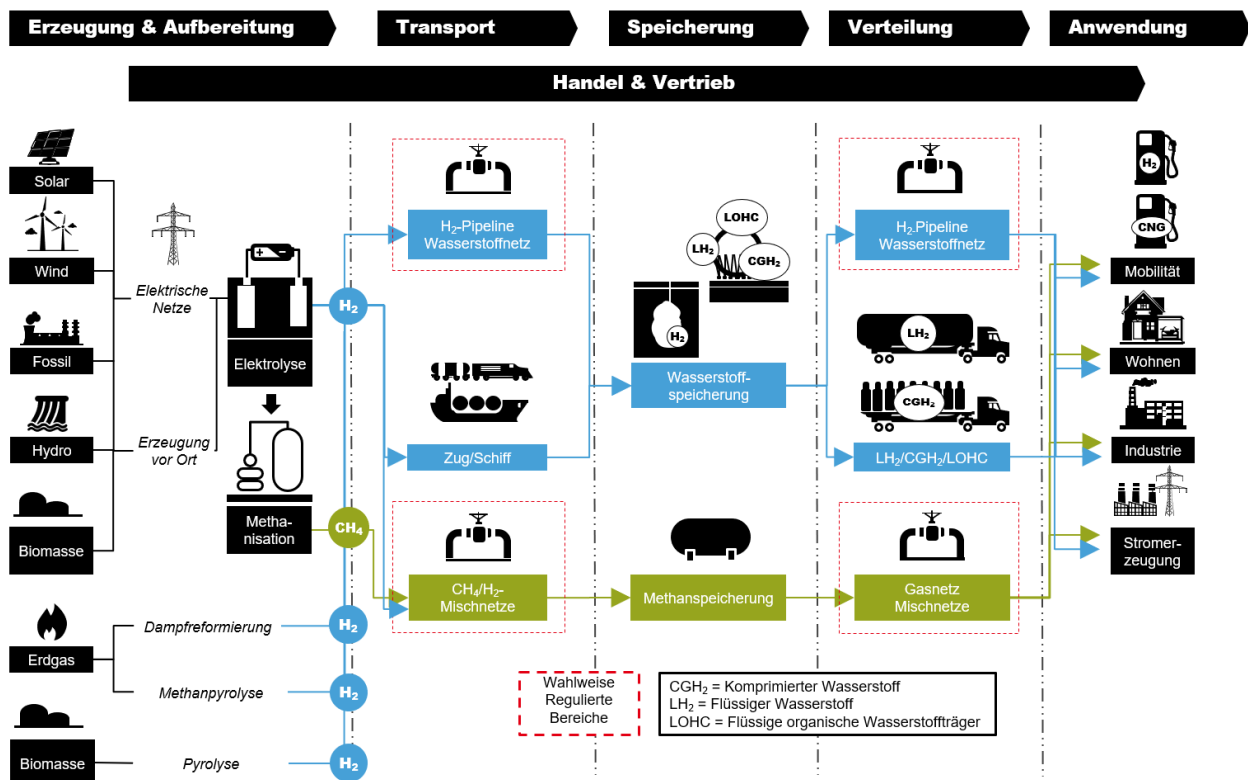 Erzeugung & Aufbereitung
Transport
Speicherung
Verteilung
Anwendung
Handel & Vertrieb
Solar
Wind
Fossil
Hydro
Biomasse
Elektrische
Netze
Erzeugung
vor Ort
Elektrolyse
Metha-
nisation
H₂
CH₄
Erdgas
Dampfreformierung
H₂
Methanpyrolyse
H₂
Biomasse
Pyrolyse
H₂
H₂-Pipeline
Wasserstoffnetz
Zug/Schiff
CH₄/H₂-
Mischnetze
LOHC
LH₂
CGH₂
H₂
Wasserstoff-
speicherung
Methanspeicherung
H₂.Pipeline
Wasserstoffnetz
LH₂
CGH₂
LH₂/CGH₂/LOHC
Gasnetz
Mischnetze
H₂
CNG
Mobilität
Wohnen
Industrie
Stromer-
zeugung
Wahlweise
Regulierte
Bereiche
CGH₂ = Komprimierter Wasserstoff
LH₂ = Flüssiger Wasserstoff
LOHC = Flüssige organische Wasserstoffträger